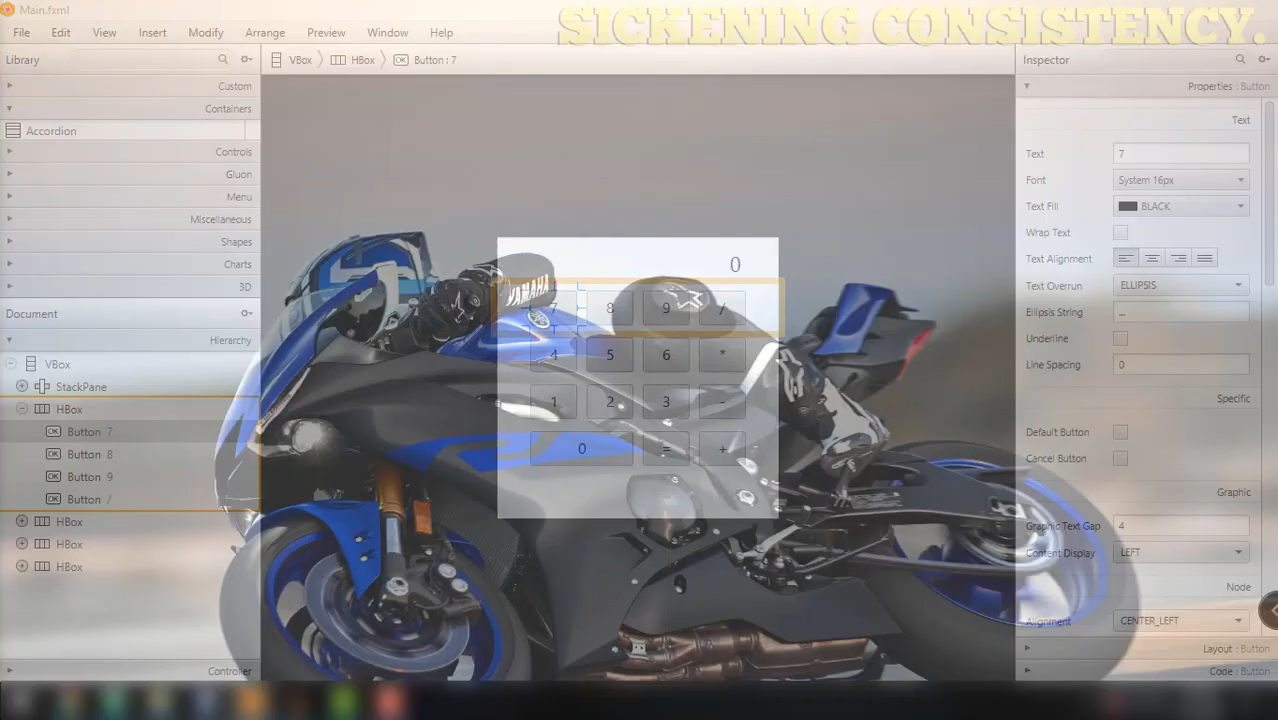 Main.fxml
SICKENING CONSISTENCY.
File Edit View Insert Modify Arrange Preview Window Help
Library
VBox HBox Button : 7
Inspector
Custom
Containers
Accordion
Controls
Gluon
Menu
Miscellaneous
Shapes
Charts
3D
Document
Hierarchy
VBox
StackPane
HBox
Button 7
Button 8
Button 9
Button /
HBox
HBox
HBox
Controller
YAMAHA
0
7 8 9 /
4 5 6 *
1 2 3 -
0 = +
Properties : Button
Text
Text 7
Font System 16px
Text Fill BLACK
Wrap Text
Text Alignment
Text Overrun ELLIPSIS
Ellipsis String ...
Underline
Line Spacing 0
Specific
Default Button
Cancel Button
Graphic
Graphic Text Gap 4
Content Display LEFT
Node
Alignment CENTER_LEFT
Layout : Button
Code : Button